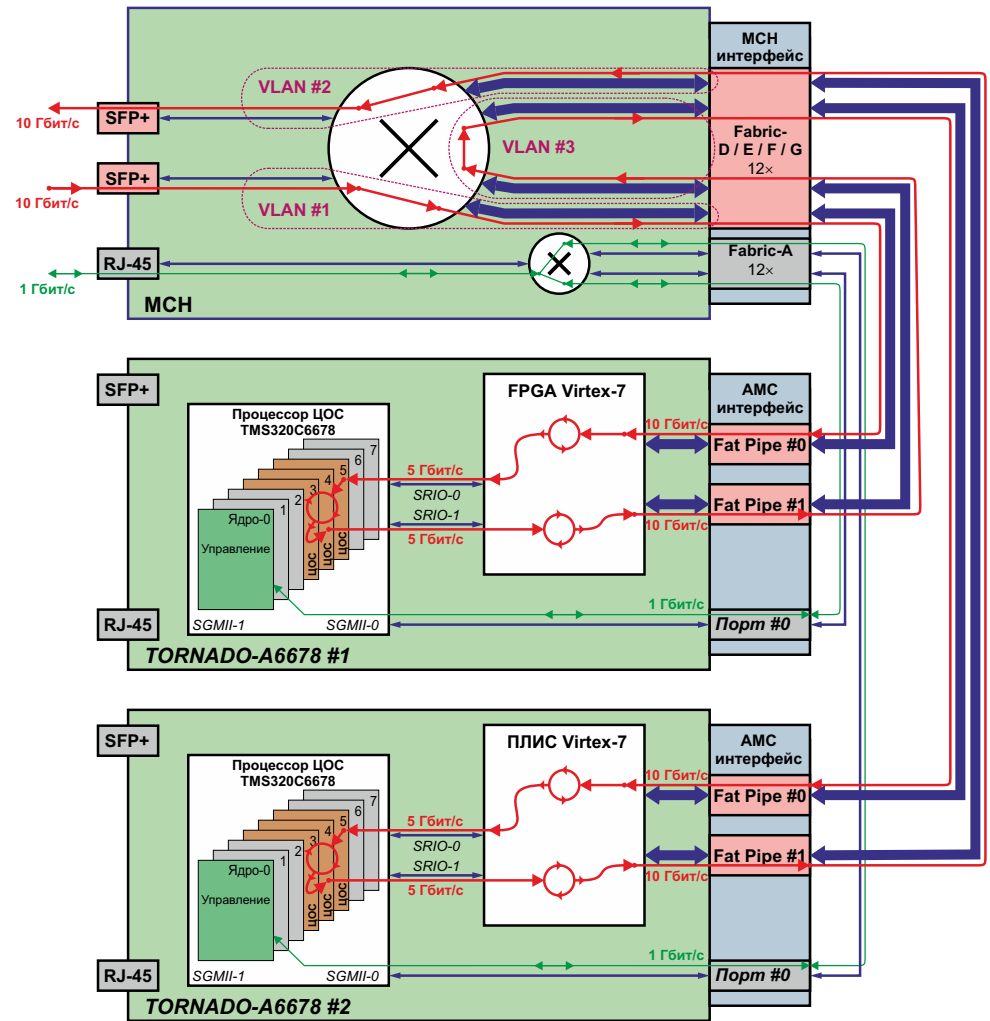 МСН
интерфейс
VLAN #2
SFP+
10 Гбит/с
VLAN #3
Fabric-
D / E / F / G
12×
SFP+
10 Гбит/с
VLAN #1
RJ-45
1 Гбит/с
Fabric-A
12×
МСН
SFP+
Процессор ЦОС
TMS320C6678
FPGA Virtex-7
АМС
интерфейс
10 Гбит/с
Fat Pipe #0
5 Гбит/с
SRIO-0
SRIO-1
5 Гбит/с
Fat Pipe #1
10 Гбит/с
7
6
5
4
3
2
1
Ядро-0
Управление
ЦОС
ЦОС
ЦОС
1 Гбит/с
RJ-45
SGMII-1
SGMII-0
Порт #0
TORNADO-A6678 #1
SFP+
Процессор ЦОС
TMS320C6678
ПЛИС Virtex-7
АМС
интерфейс
10 Гбит/с
Fat Pipe #0
5 Гбит/с
SRIO-0
SRIO-1
5 Гбит/с
Fat Pipe #1
10 Гбит/с
7
6
5
4
3
2
1
Ядро-0
Управление
ЦОС
ЦОС
ЦОС
1 Гбит/с
RJ-45
SGMII-1
SGMII-0
Порт #0
TORNADO-A6678 #2